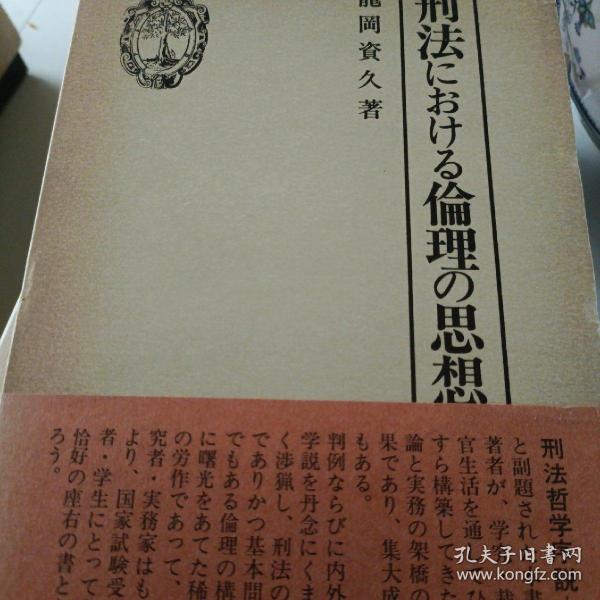 刑法における倫理の思想
龍岡資久著
刑法哲学
と副題され
著者が、学
官生活を通
すら構築してきた
論と実務の架橋の
果であり、集大成
もある。
判例ならびに内外
学説を丹念にくま
く渉猟し、刑法の
でありかつ基本問
でもある倫理の構
に曙光をあてた稀
の労作であって、
究者・実務家はも
より、国家試験受
者・学生にとって
恰好の座右の書と
ろう。
孔夫子旧书网
www.kongfz.com